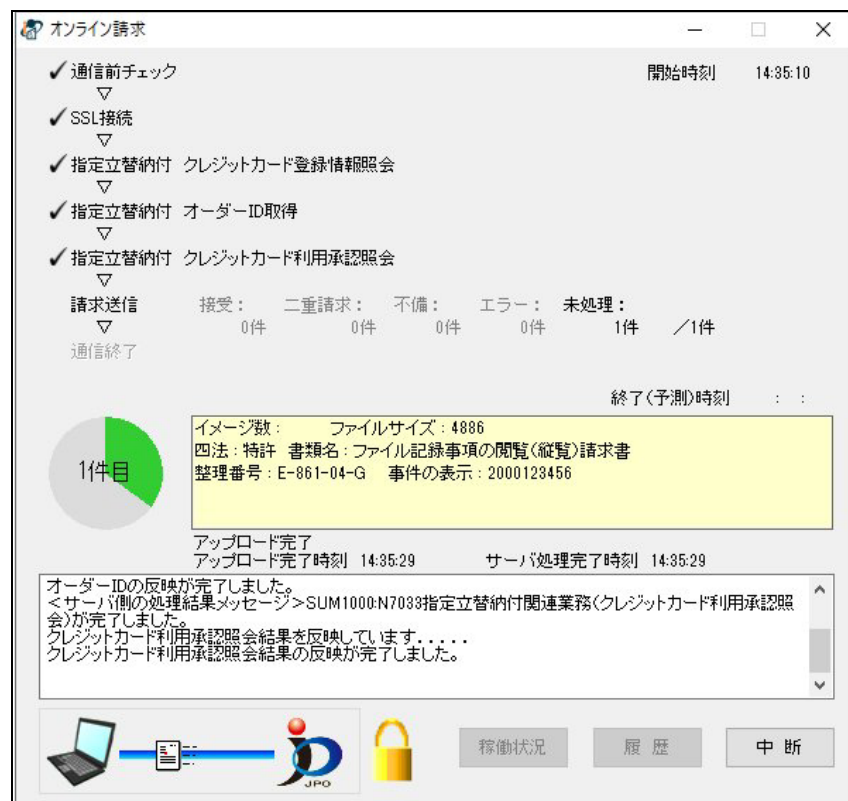 オンライン請求
✓通信前チェック 開始時刻 14:35:10
▽
✓SSL接続
▽
✓指定立替納付 クレジットカード登録情報照会
▽
✓指定立替納付 オーダーID取得
▽
✓指定立替納付 クレジットカード利用承認照会
▽
請求送信 接受： 二重請求： 不備： エラー： 未処理：
▽ 0件 0件 0件 0件 1件 ／1件
通信終了
終了(予測)時刻 : :
イメージ数： ファイルサイズ：4886
四法：特許 書類名：ファイル記録事項の閲覧(縦覧)請求書
1件目
整理番号：E-861-04-G 事件の表示：2000123456
アップロード完了
アップロード完了時刻 14:35:29 サーバ処理完了時刻 14:35:29
オーダーIDの反映が完了しました。
＜サーバ側の処理結果メッセージ＞SUM1000:N7033指定立替納付関連業務(クレジットカード利用承認照
会)が完了しました。
クレジットカード利用承認照会結果を反映しています.....
クレジットカード利用承認照会結果の反映が完了しました。
JPO
稼働状況 履 歴 中 断